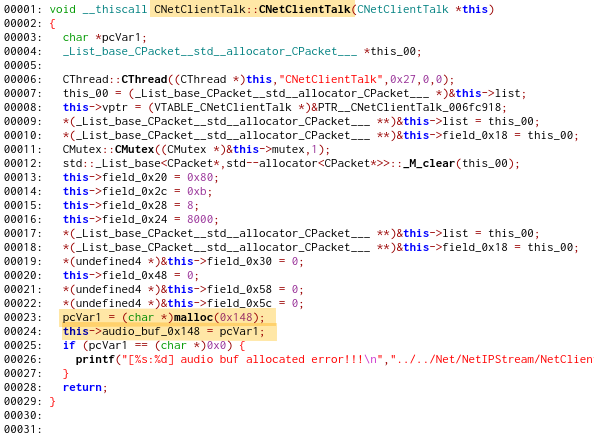 00001: void __thiscall CNetClientTalk::CNetClientTalk(CNetClientTalk *this)
00002: {
00003:   char *pcVar1;
00004:   _List_base_CPacket__std__allocator_CPacket___ *this_00;
00005:
00006:   CThread::CThread((CThread *)this,"CNetClientTalk",0x27,0,0);
00007:   this_00 = (_List_base_CPacket__std__allocator_CPacket___ *)&this->list;
00008:   this->vptr = (VTABLE_CNetClientTalk *)&PTR__CNetClientTalk_006fc918;
00009:   *(_List_base_CPacket__std__allocator_CPacket___ **)&this->list = this_00;
00010:   *(_List_base_CPacket__std__allocator_CPacket___ **)&this->field_0x18 = this_00;
00011:   CMutex::CMutex((CMutex *)&this->mutex,1);
00012:   std::_List_base<CPacket*,std--allocator<CPacket*>>::_M_clear(this_00);
00013:   this->field_0x20 = 0x80;
00014:   this->field_0x2c = 0xb;
00015:   this->field_0x28 = 8;
00016:   this->field_0x24 = 8000;
00017:   *(_List_base_CPacket__std__allocator_CPacket___ **)&this->list = this_00;
00018:   *(_List_base_CPacket__std__allocator_CPacket___ **)&this->field_0x18 = this_00;
00019:   *(undefined4 *)&this->field_0x30 = 0;
00020:   this->field_0x48 = 0;
00021:   *(undefined4 *)&this->field_0x58 = 0;
00022:   *(undefined4 *)&this->field_0x5c = 0;
00023:   pcVar1 = (char *)malloc(0x148);
00024:   this->audio_buf_0x148 = pcVar1;
00025:   if (pcVar1 == (char *)0x0) {
00026:     printf("[%s:%d] audio buf allocated error!!!\n","../../Net/NetIPStream/NetClien
00027:   }
00028:   return;
00029: }
00030:
00031: